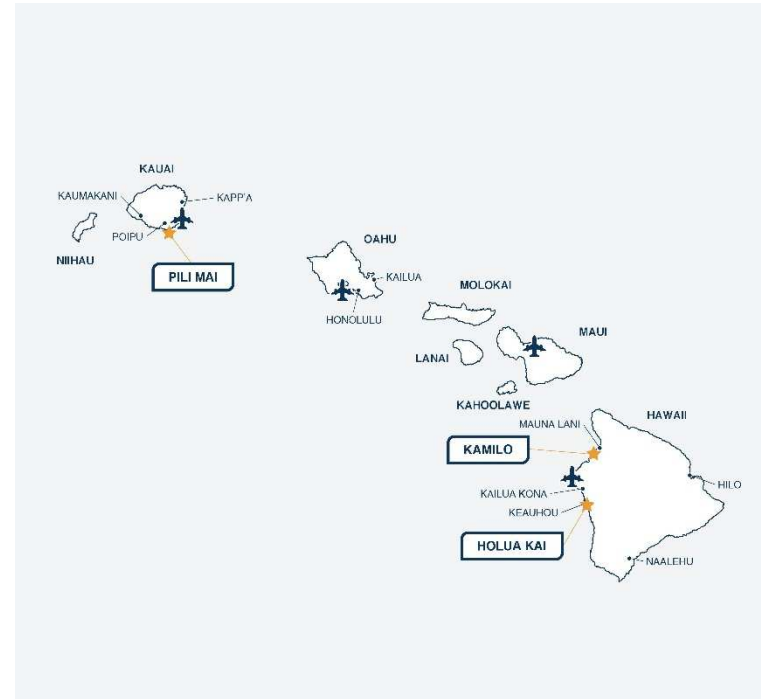 KAUAI
KAUMAKANI
KAPP'A
POIPU
NIIHAU
PILI MAI
OAHU
KAILUA
HONOLULU
MOLOKAI
MAUI
LANAI
KAHOOLAWE
HAWAII
MAUNA LANI
KAMILO
HILO
KAILUA KONA
KEAUHOU
HOLUA KAI
NAALEHU